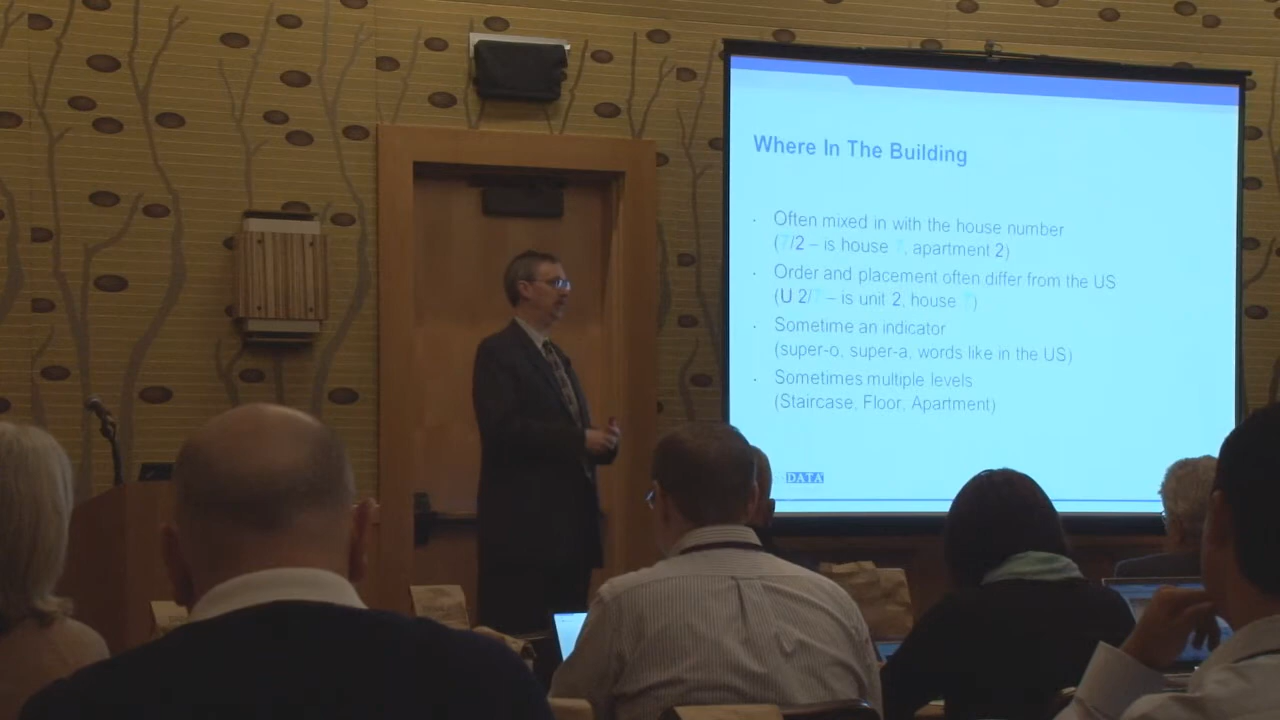 Where In The Building
· Often mixed in with the house number
(7/2 – is house 7, apartment 2)
· Order and placement often differ from the US
(U 2/7 – is unit 2, house 7)
· Sometime an indicator
(super-o, super-a, words like in the US)
· Sometimes multiple levels
(Staircase, Floor, Apartment)
DATA